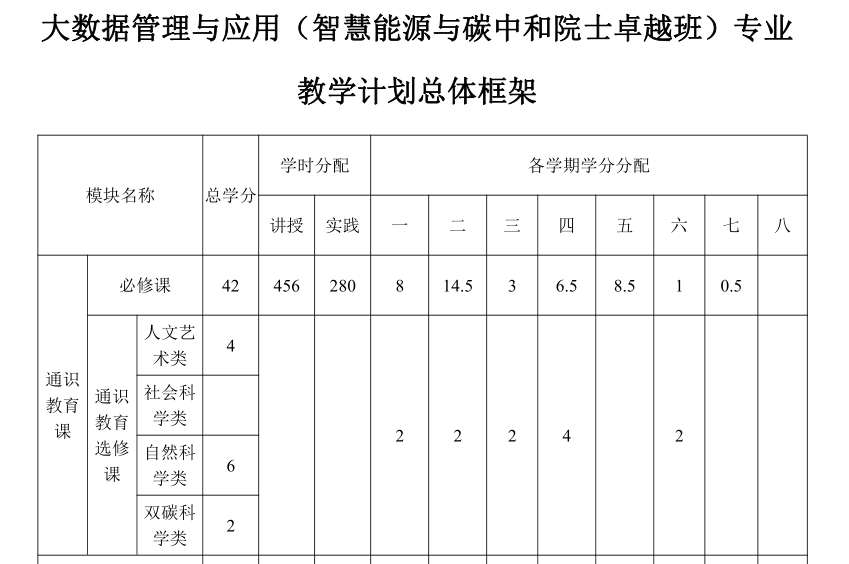 大数据管理与应用（智慧能源与碳中和院士卓越班）专业
教学计划总体框架
模块名称 总学分 学时分配 各学期学分分配
讲授 实践 一 二 三 四 五 六 七 八
通识教育课 必修课 42 456 280 8 14.5 3 6.5 8.5 1 0.5
通识教育选修课 人文艺术类 4 2 2 2 4 2
社会科学类
自然科学类 6
双碳科学类 2